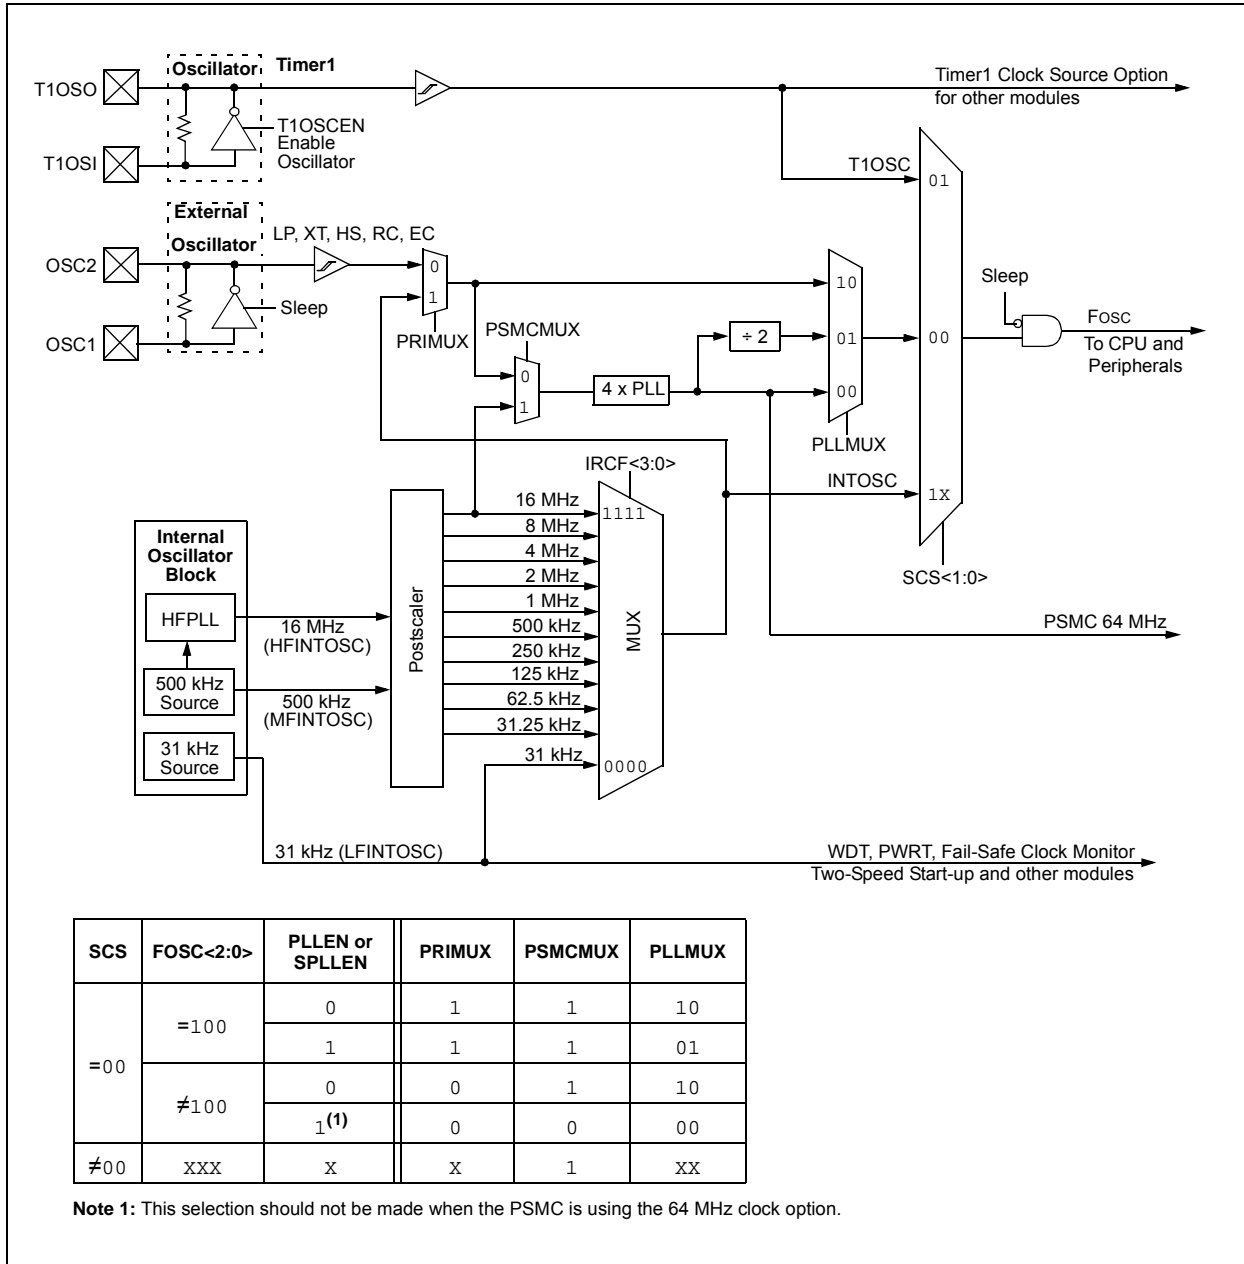 Oscillator Timer1
T1OSO
T1OSI
T1OSCEN
Enable
Oscillator
Timer1 Clock Source Option
for other modules
T1OSC
01
External
Oscillator
LP, XT, HS, RC, EC
OSC2
OSC1
Sleep
0
1
PRIMUX
PSMCMUX
0
1
4 x PLL
÷ 2
10
01
00
PLLMUX
00
Sleep
FOSC
To CPU and
Peripherals
INTOSC
1X
SCS<1:0>
PSMC 64 MHz
IRCF<3:0>
Internal
Oscillator
Block
HFPLL
500 kHz
Source
31 kHz
Source
16 MHz
(HFINTOSC)
500 kHz
(MFINTOSC)
Postscaler
16 MHz
8 MHz
4 MHz
2 MHz
1 MHz
500 kHz
250 kHz
125 kHz
62.5 kHz
31.25 kHz
31 kHz
1111
MUX
0000
31 kHz (LFINTOSC)
WDT, PWRT, Fail-Safe Clock Monitor
Two-Speed Start-up and other modules
SCS FOSC<2:0> PLLEN or SPLLEN PRIMUX PSMCMUX PLLMUX
=00 =100 0 1 1 10
1 1 1 01
≠100 0 0 1 10
1(1) 0 0 00
≠00 XXX X X 1 XX
Note 1: This selection should not be made when the PSMC is using the 64 MHz clock option.